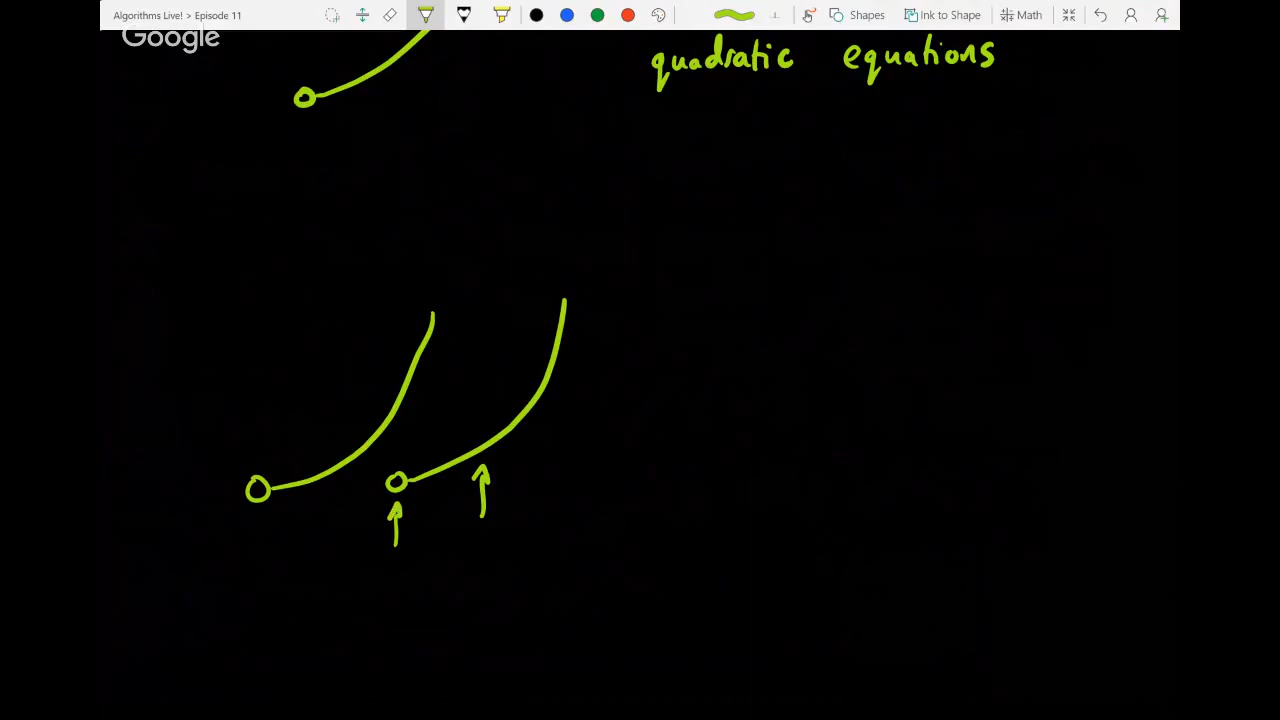 Algorithms Live! > Episode 11
Shapes
Ink to Shape
Math
Google
quadratic equations